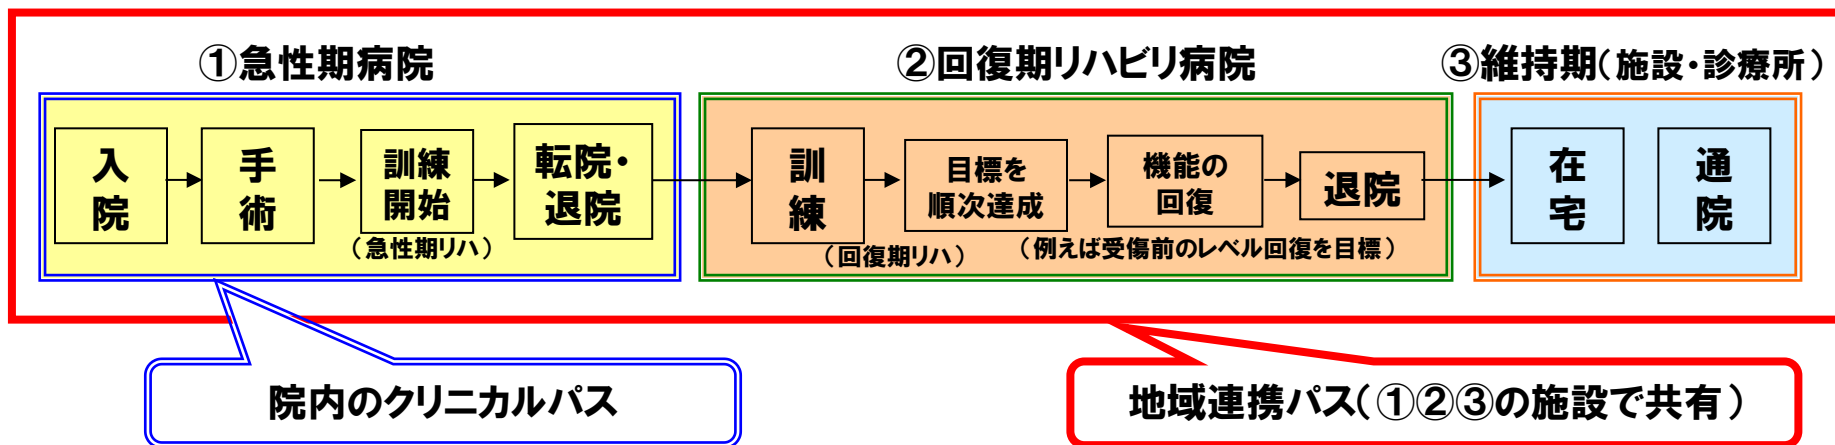 ①急性期病院
②回復期リハビリ病院
③維持期(施設・診療所)
入
院
手
術
訓練
開始
(急性期リハ)
転院・
退院
訓
練
(回復期リハ)
目標を
順次達成
機能の
回復
(例えば受傷前のレベル回復を目標)
退院
在
宅
通
院
院内のクリニカルパス
地域連携パス(①②③の施設で共有)